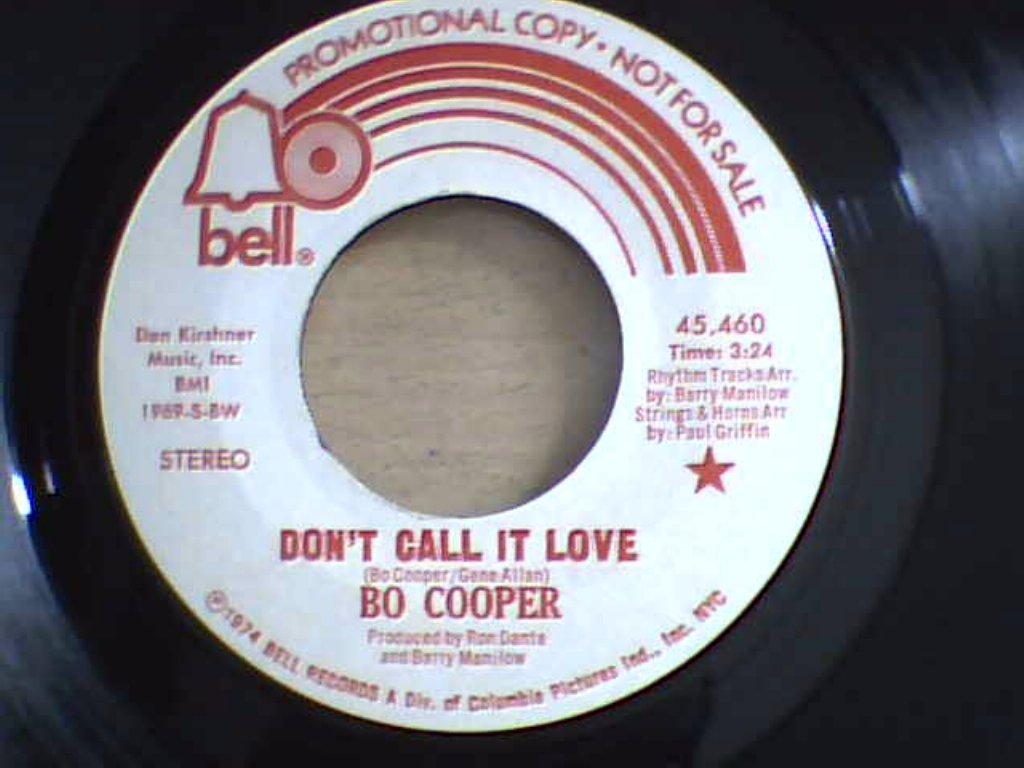 PROMOTIONAL COPY • NOT FOR SALE
bell®
Don Kirshner
Music, Inc.
BMI
1969-S-BW
STEREO
45,460
Time: 3:24
Rhythm Tracks Arr.
by: Barry Manilow
Strings & Horns Arr
by: Paul Griffin
DON'T CALL IT LOVE
(Bo Cooper/Gene Allan)
BO COOPER
Produced by Ron Dante
and Barry Manilow
℗ 1974 BELL RECORDS A Div. of Columbia Pictures Ind., Inc. NYC